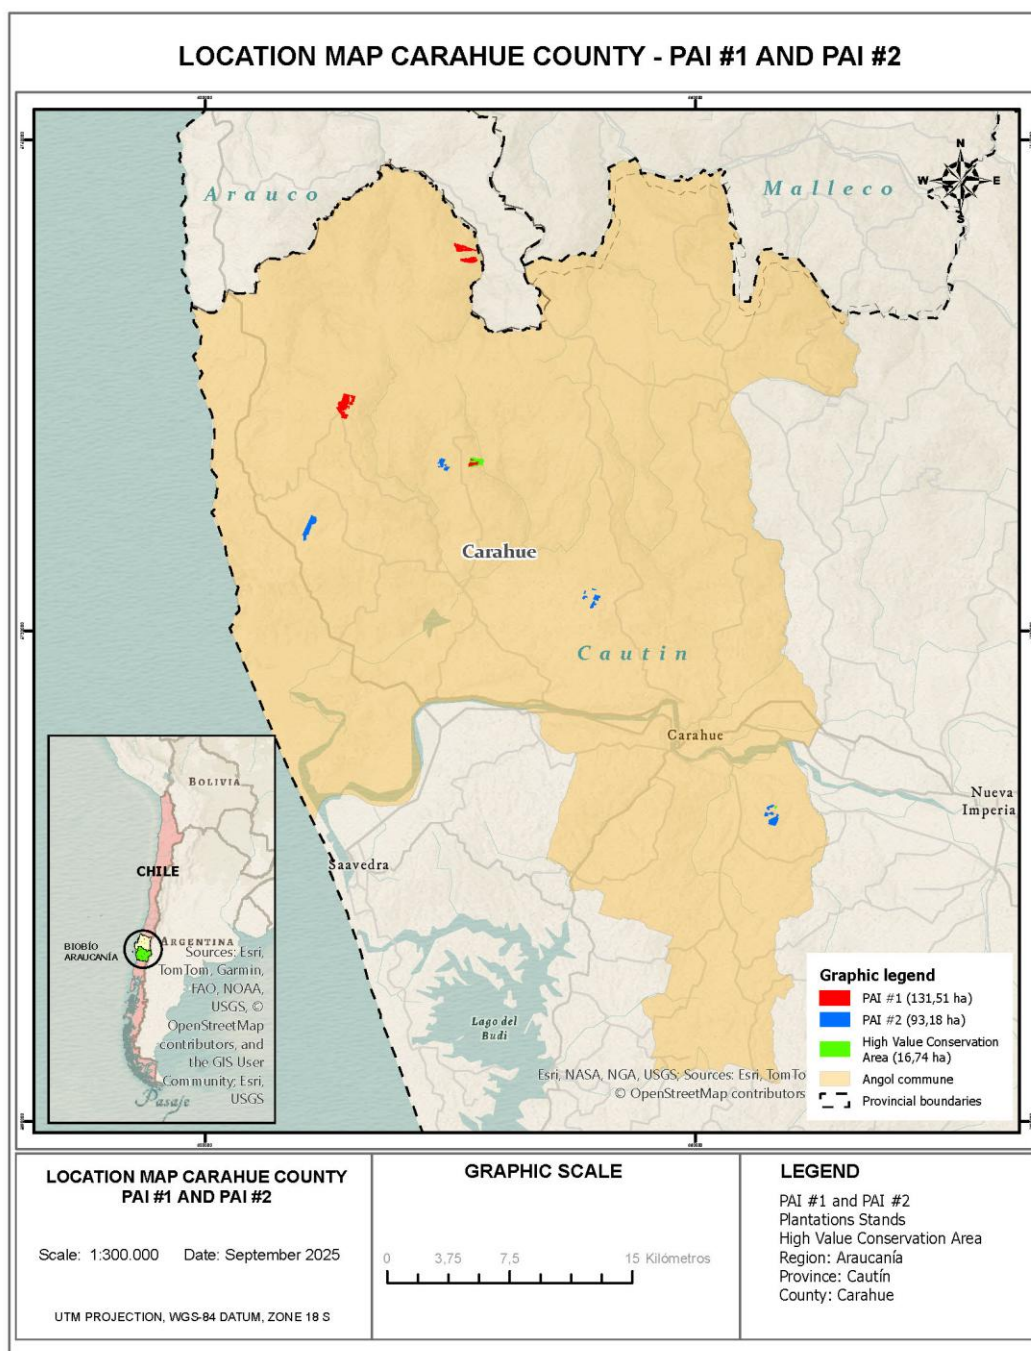 LOCATION MAP CARAHUE COUNTY - PAI #1 AND PAI #2
N
W
E
S
Arauco
Malleco
Carahue
Cautin
Carahue
Nueva
Imperia
Saavedra
Lago del
Budi
BOLIVIA
CHILE
BIOBÍO
ARAUCANÍA
ARGENTINA
Sources: Esri,
TomTom, Garmin,
FAO, NOAA,
USGS, ©
OpenStreetMap
contributors, and
the GIS User
Community; Esri,
USGS
Pasaje
Graphic legend
PAI #1 (131,51 ha)
PAI #2 (93,18 ha)
High Value Conservation
Area (16,74 ha)
Angol commune
Provincial boundaries
Esri, NASA, NGA, USGS; Sources: Esri, TomTo
© OpenStreetMap contributors
LOCATION MAP CARAHUE COUNTY
PAI #1 AND PAI #2
Scale: 1:300.000 Date: September 2025
UTM PROJECTION, WGS-84 DATUM, ZONE 18 S
GRAPHIC SCALE
0 3,75 7,5 15 Kilómetros
LEGEND
PAI #1 and PAI #2
Plantations Stands
High Value Conservation Area
Region: Araucanía
Province: Cautín
County: Carahue